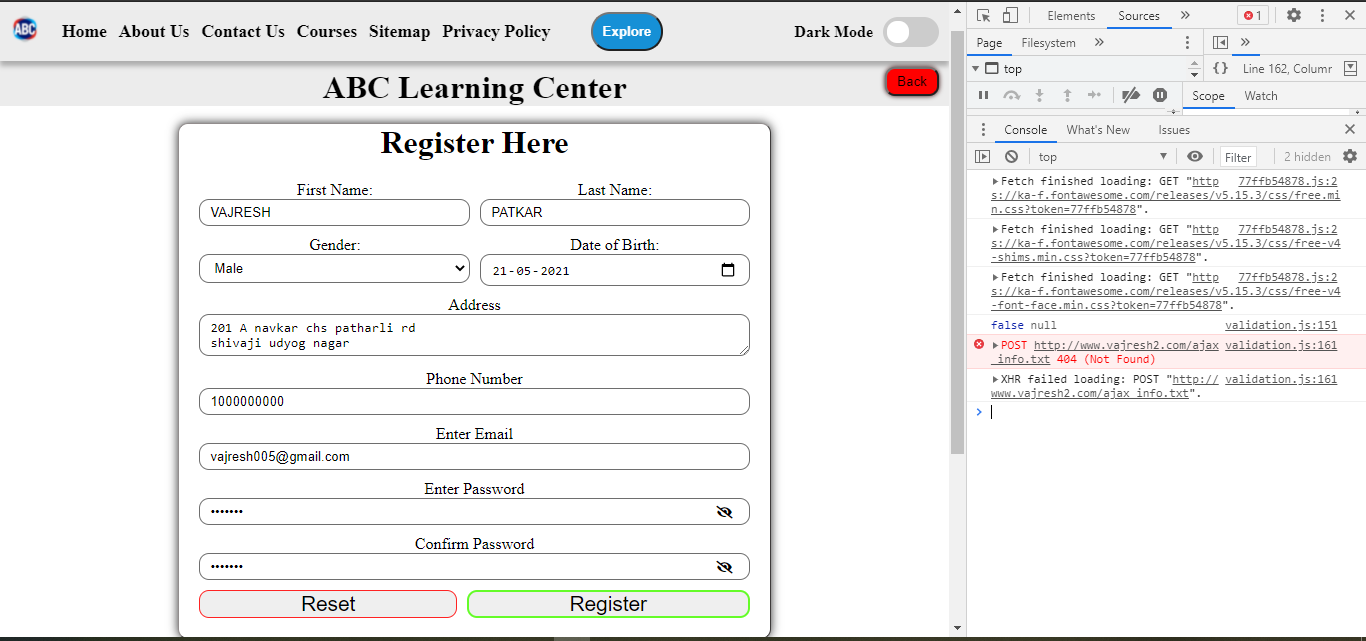 ABC Home About Us Contact Us Courses Sitemap Privacy Policy Explore Dark Mode
ABC Learning Center Back
Register Here
First Name: Last Name:
VAJRESH PATKAR
Gender: Date of Birth:
Male 21-05-2021
Address
201 A navkar chs patharli rd
shivaji udyog nagar
Phone Number
1000000000
Enter Email
vajresh005@gmail.com
Enter Password
•••••••
Confirm Password
•••••••
Reset Register
Elements Sources » 1
Page Filesystem » »
top {} Line 162, Column
Scope Watch
Console What's New Issues
top Filter 2 hidden
Fetch finished loading: GET "http 77ffb54878.js:2
s://ka-f.fontawesome.com/releases/v5.15.3/css/free.mi
n.css?token=77ffb54878".
Fetch finished loading: GET "http 77ffb54878.js:2
s://ka-f.fontawesome.com/releases/v5.15.3/css/free-v4
-shims.min.css?token=77ffb54878".
Fetch finished loading: GET "http 77ffb54878.js:2
s://ka-f.fontawesome.com/releases/v5.15.3/css/free-v4
-font-face.min.css?token=77ffb54878".
false null validation.js:151
POST http://www.vajresh2.com/ajax validation.js:161
_info.txt 404 (Not Found)
XHR failed loading: POST "http:// validation.js:161
www.vajresh2.com/ajax_info.txt".